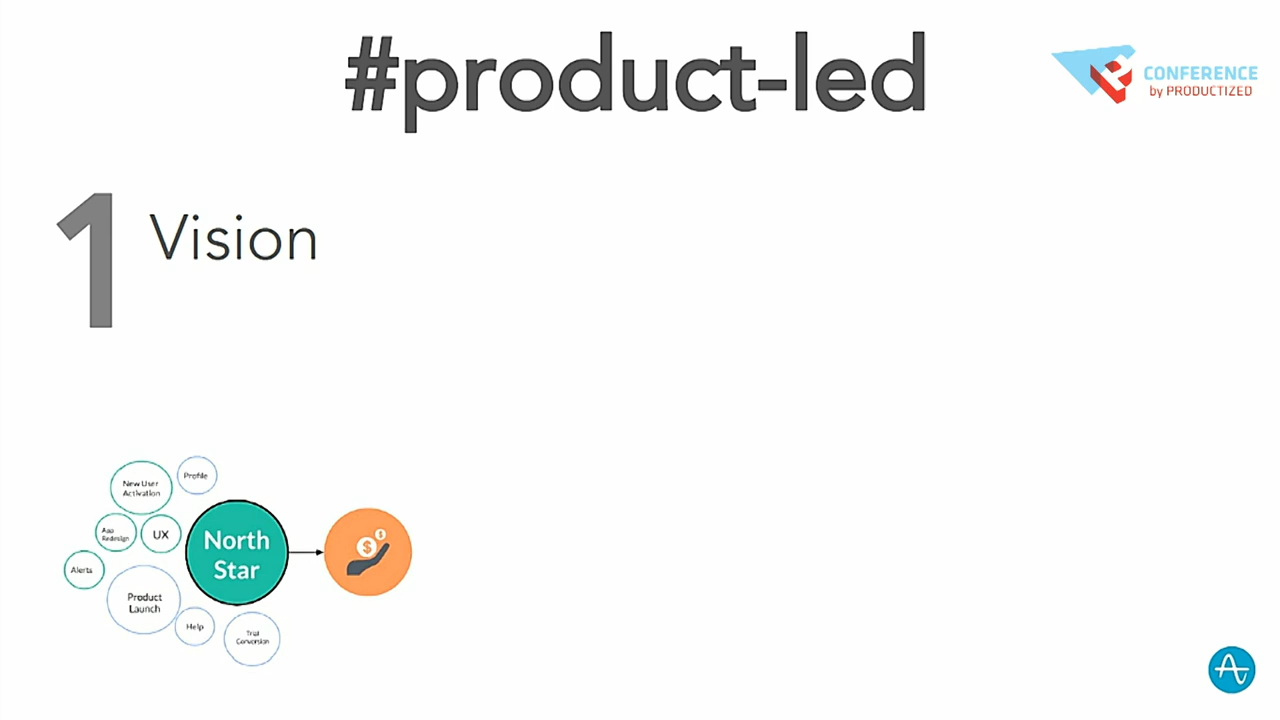 #product-led
CONFERENCE
by PRODUCTIZED
1
Vision
New User
Activation
Profile
App
Redesign
UX
North
Star
$
$
Alerts
Product
Launch
Help
Trial
Conversion